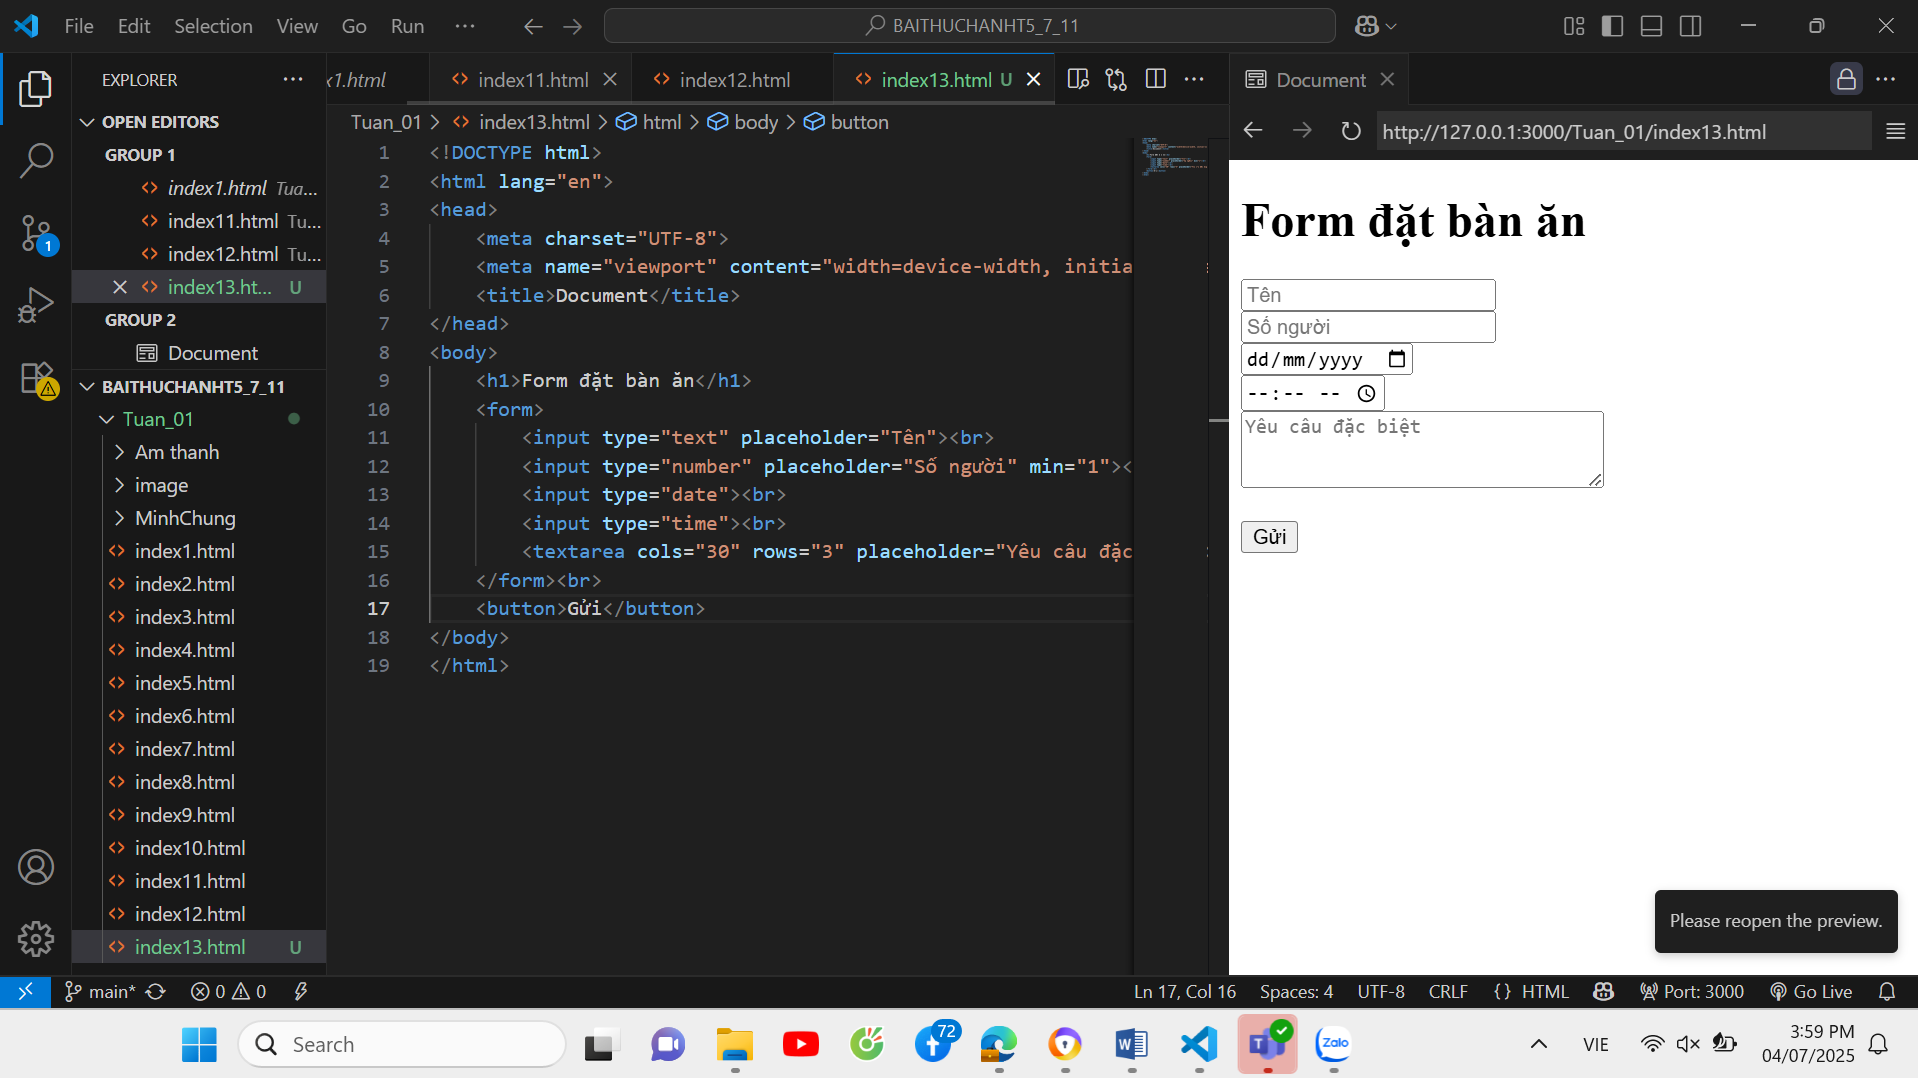 File Edit Selection View Go Run ··· BAITHUCHANHT5_7_11
EXPLORER
OPEN EDITORS
GROUP 1
index1.html Tua...
index11.html Tu...
index12.html Tu...
index13.ht... U
GROUP 2
Document
BAITHUCHANHT5_7_11
Tuan_01
Am thanh
image
MinhChung
index1.html
index2.html
index3.html
index4.html
index5.html
index6.html
index7.html
index8.html
index9.html
index10.html
index11.html
index12.html
index13.html U
x1.html index11.html index12.html index13.html U
Tuan_01 > index13.html > html > body > button
1 <!DOCTYPE html>
2 <html lang="en">
3 <head>
4 <meta charset="UTF-8">
5 <meta name="viewport" content="width=device-width, initia
6 <title>Document</title>
7 </head>
8 <body>
9 <h1>Form đặt bàn ăn</h1>
10 <form>
11 <input type="text" placeholder="Tên"><br>
12 <input type="number" placeholder="Số người" min="1"><
13 <input type="date"><br>
14 <input type="time"><br>
15 <textarea cols="30" rows="3" placeholder="Yêu câu đặc
16 </form><br>
17 <button>Gửi</button>
18 </body>
19 </html>
Document
http://127.0.0.1:3000/Tuan_01/index13.html
Form đặt bàn ăn
Tên
Số người
dd/mm/yyyy
--:-- --
Yêu câu đặc biệt
Gửi
Please reopen the preview.
main* 0 0 Ln 17, Col 16 Spaces: 4 UTF-8 CRLF {} HTML Port: 3000 Go Live
1
Search
72
Zalo
VIE
3:59 PM
04/07/2025